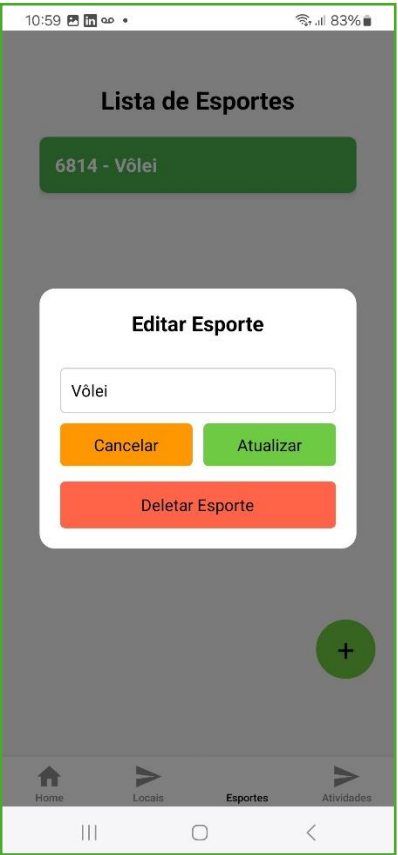 10:59 83%
Lista de Esportes
6814 - Vôlei
Editar Esporte
Vôlei
Cancelar Atualizar
Deletar Esporte
+
Home Locais Esportes Atividades